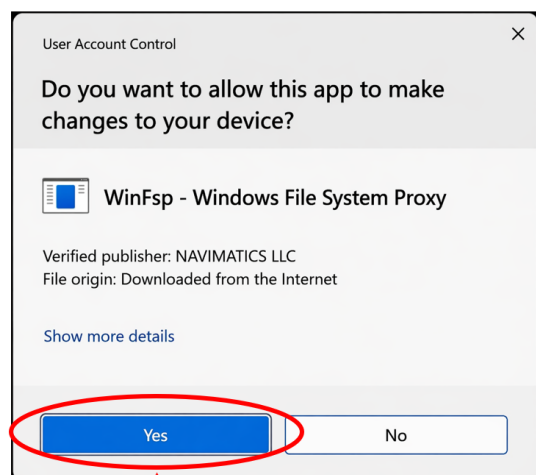 User Account Control
Do you want to allow this app to make
changes to your device?
WinFsp - Windows File System Proxy
Verified publisher: NAVIMATICS LLC
File origin: Downloaded from the Internet
Show more details
Yes
No